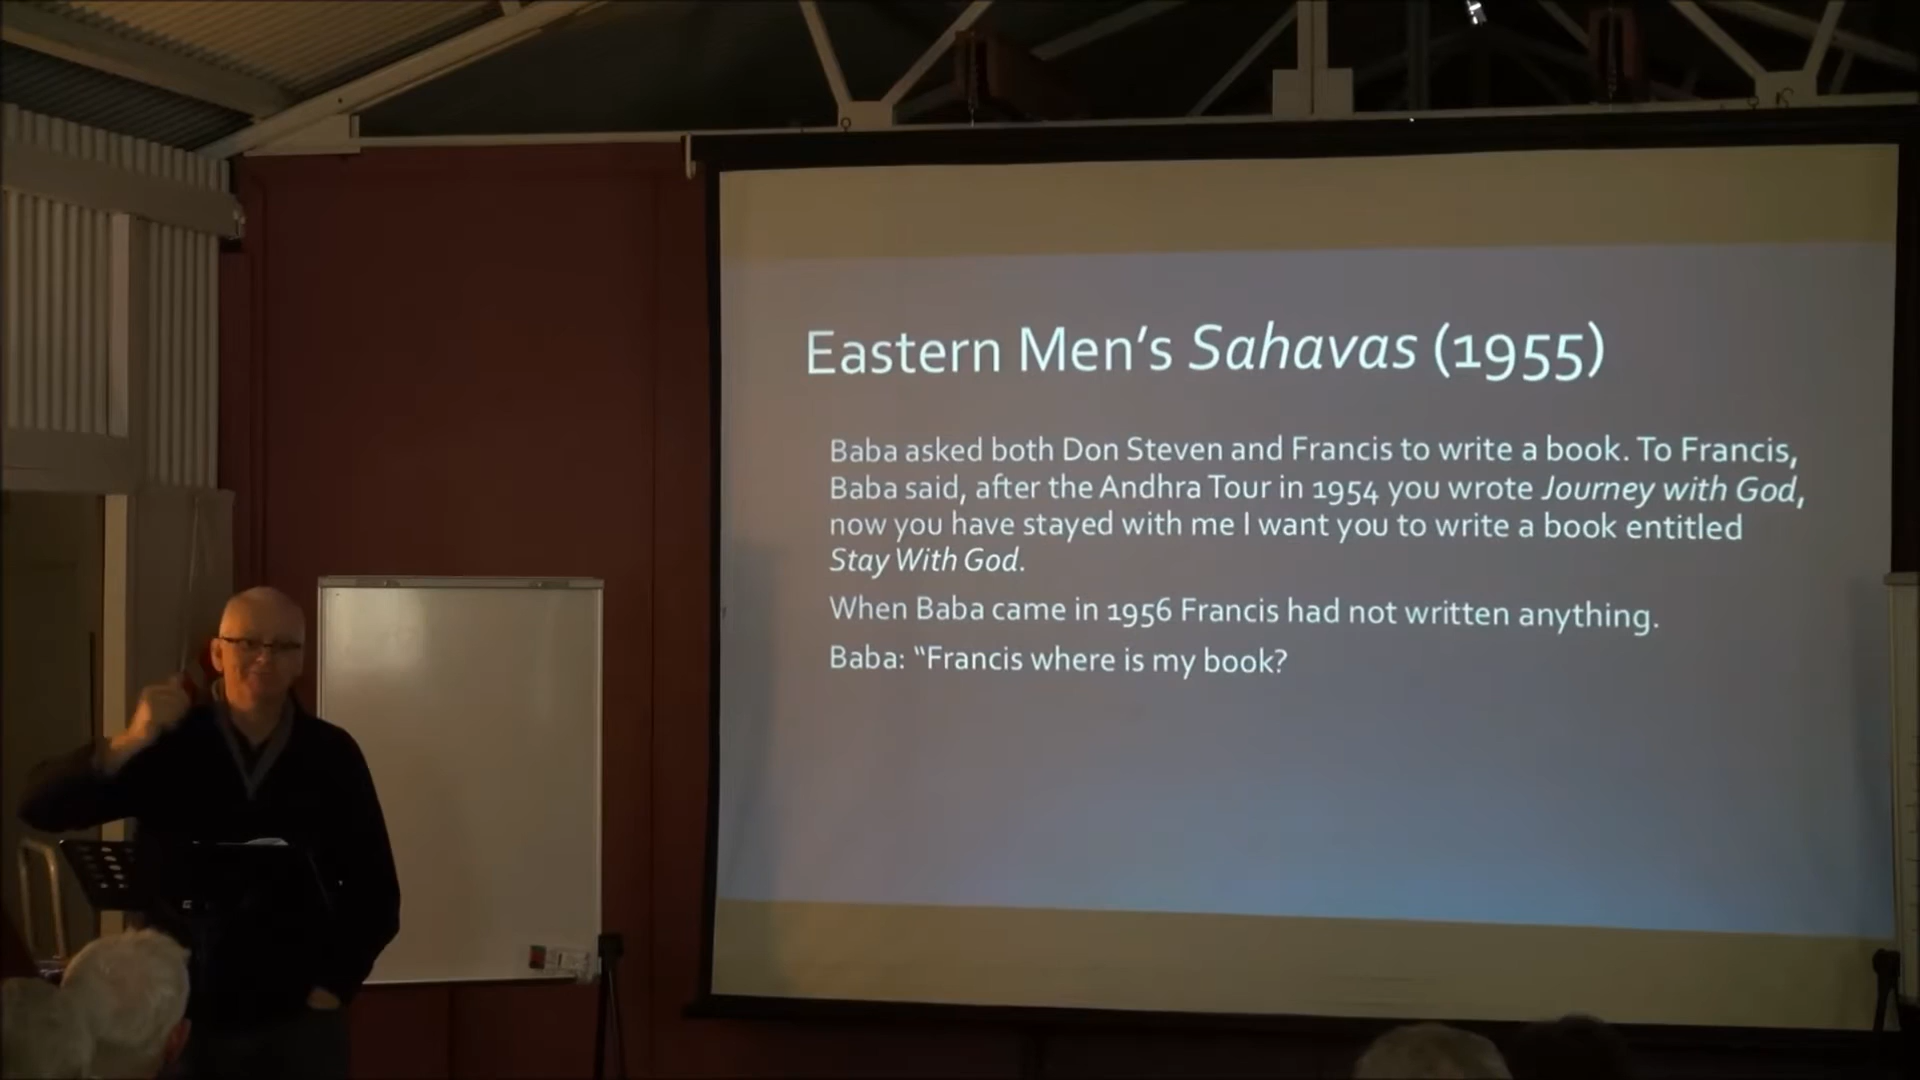 Eastern Men's Sahavas (1955)
Baba asked both Don Steven and Francis to write a book. To Francis,
Baba said, after the Andhra Tour in 1954 you wrote Journey with God,
now you have stayed with me I want you to write a book entitled
Stay With God.
When Baba came in 1956 Francis had not written anything.
Baba: “Francis where is my book?